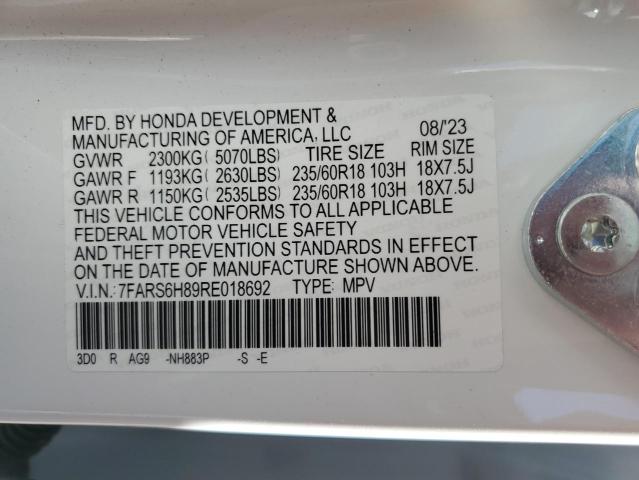 MFD. BY HONDA DEVELOPMENT &
MANUFACTURING OF AMERICA, LLC 08/'23
GVWR 2300KG( 5070LBS) TIRE SIZE RIM SIZE
GAWR F 1193KG( 2630LBS) 235/60R18 103H 18X7.5J
GAWR R 1150KG( 2535LBS) 235/60R18 103H 18X7.5J
THIS VEHICLE CONFORMS TO ALL APPLICABLE
FEDERAL MOTOR VEHICLE SAFETY
AND THEFT PREVENTION STANDARDS IN EFFECT
ON THE DATE OF MANUFACTURE SHOWN ABOVE.
V.I.N.:7FARS6H89RE018692 TYPE: MPV
3D0 R AG9 -NH883P -S -E